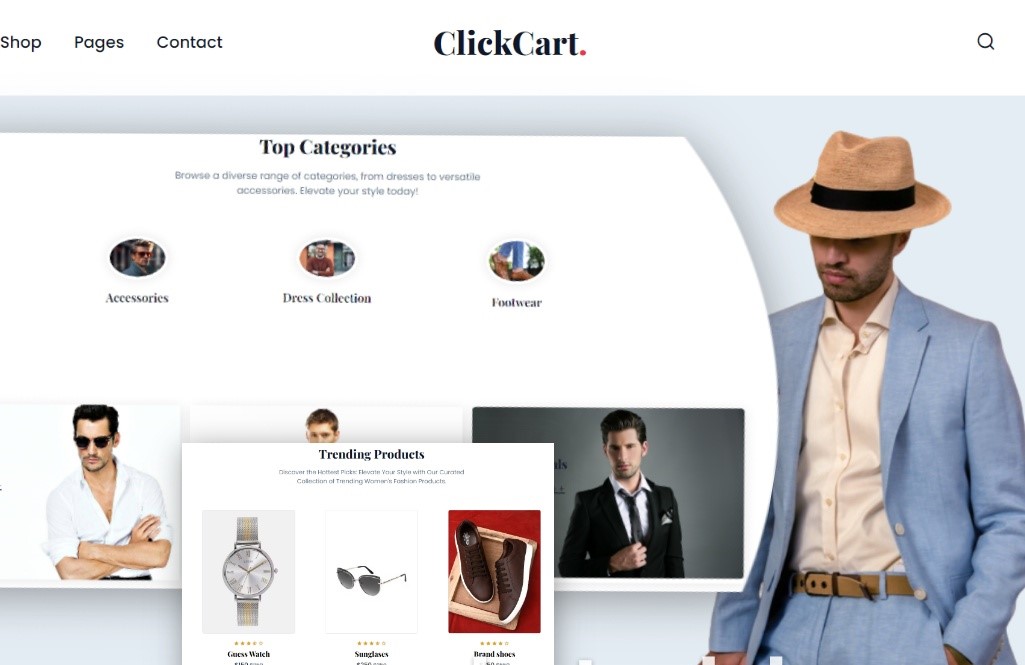 Shop Pages Contact ClickCart.
Top Categories
Browse a diverse range of categories, from dresses to versatile
accessories. Elevate your style today!
Accessories Dress Collection Footwear
Trending Products
Discover the Hottest Picks: Elevate Your Style with Our Curated
Collection of Trending Women's Fashion Products.
Guess Watch Sunglases Brand shoes